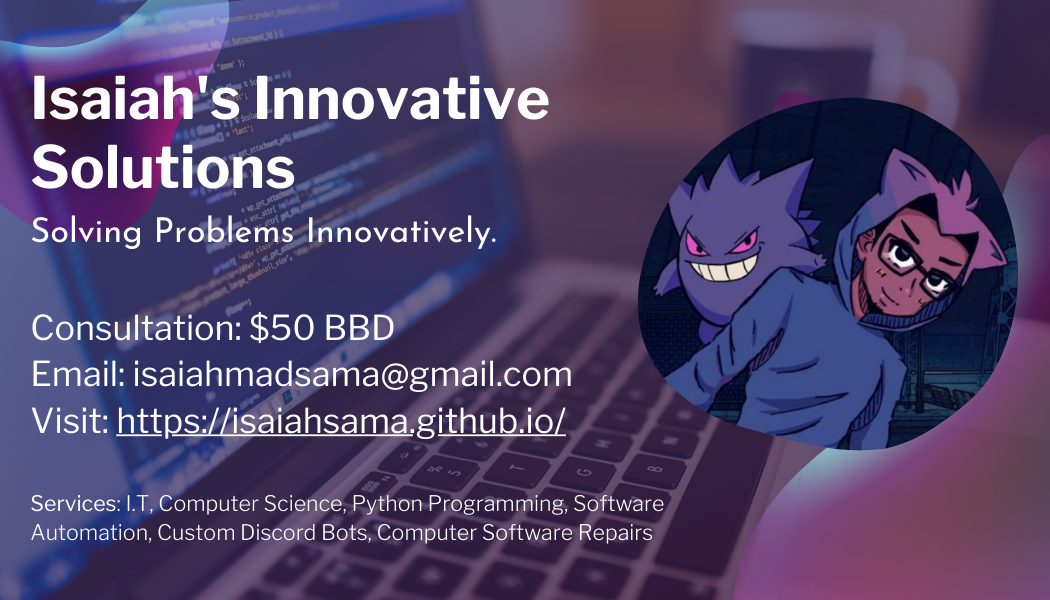 Isaiah's Innovative
Solutions
Solving Problems Innovatively.
Consultation: $50 BBD
Email: isaiahmadsama@gmail.com
Visit: https://isaiahsama.github.io/
Services: I.T, Computer Science, Python Programming, Software
Automation, Custom Discord Bots, Computer Software Repairs